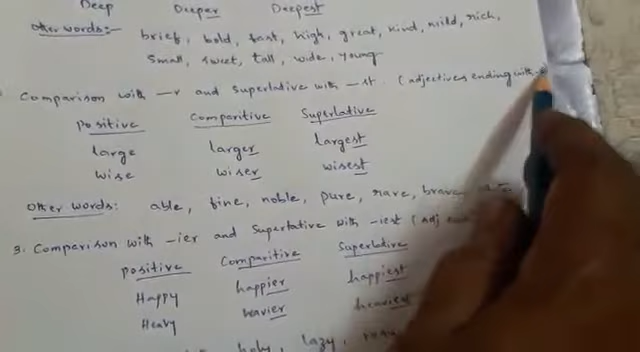 Deep Deeper Deepest
Other words:- brief, bold, fast, high, great, kind, mild, rich,
small, sweet, tall, wide, young
Comparison with -r and superlative with -st. (adjectives ending with
Positive Comparitive Superlative
large larger largest
wise wiser wisest
Other words: able, fine, noble, pure, rare, brave
3. Comparison with -ier and superlative with -iest (adj
positive Comparitive Superlative
Happy happier happiest
Heavy heavier heaviest
holy, lazy,